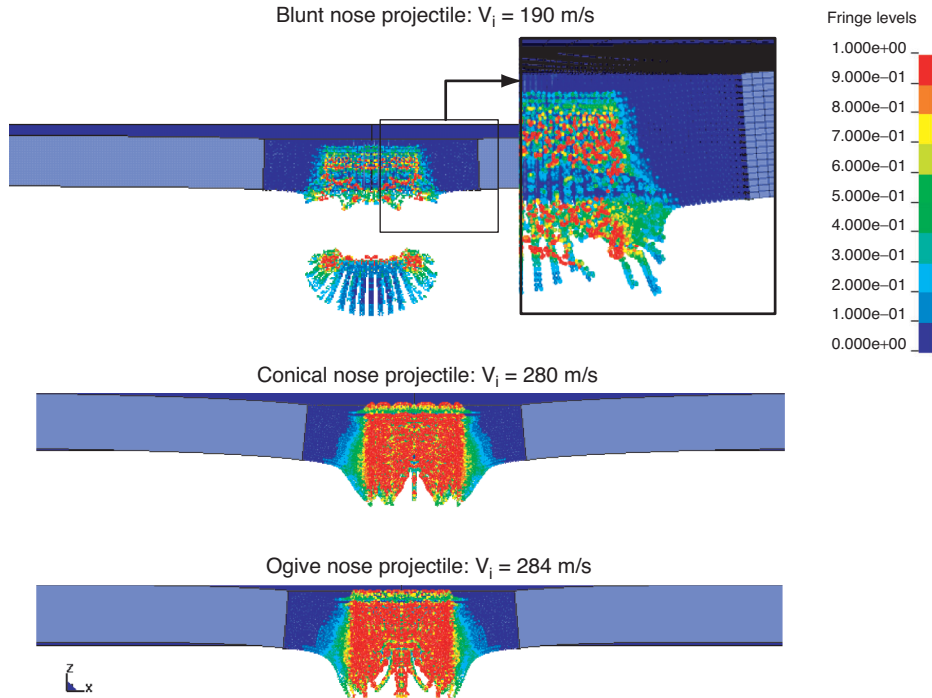 Blunt nose projectile: Vᵢ = 190 m/s
Fringe levels
1.000e+00
9.000e−01
8.000e−01
7.000e−01
6.000e−01
5.000e−01
4.000e−01
3.000e−01
2.000e−01
1.000e−01
0.000e+00
Conical nose projectile: Vᵢ = 280 m/s
Ogive nose projectile: Vᵢ = 284 m/s
z
x